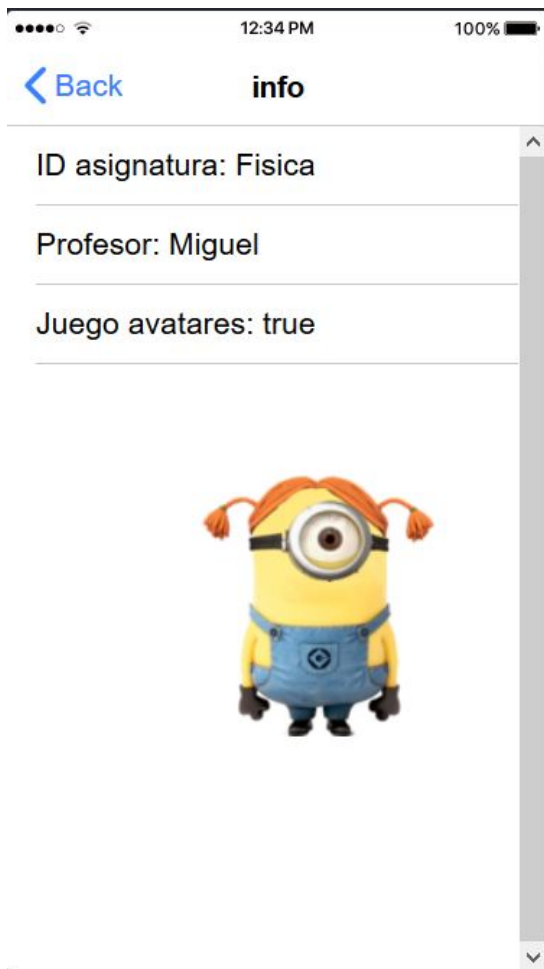 12:34 PM 100%
Back info
ID asignatura: Fisica
Profesor: Miguel
Juego avatares: true